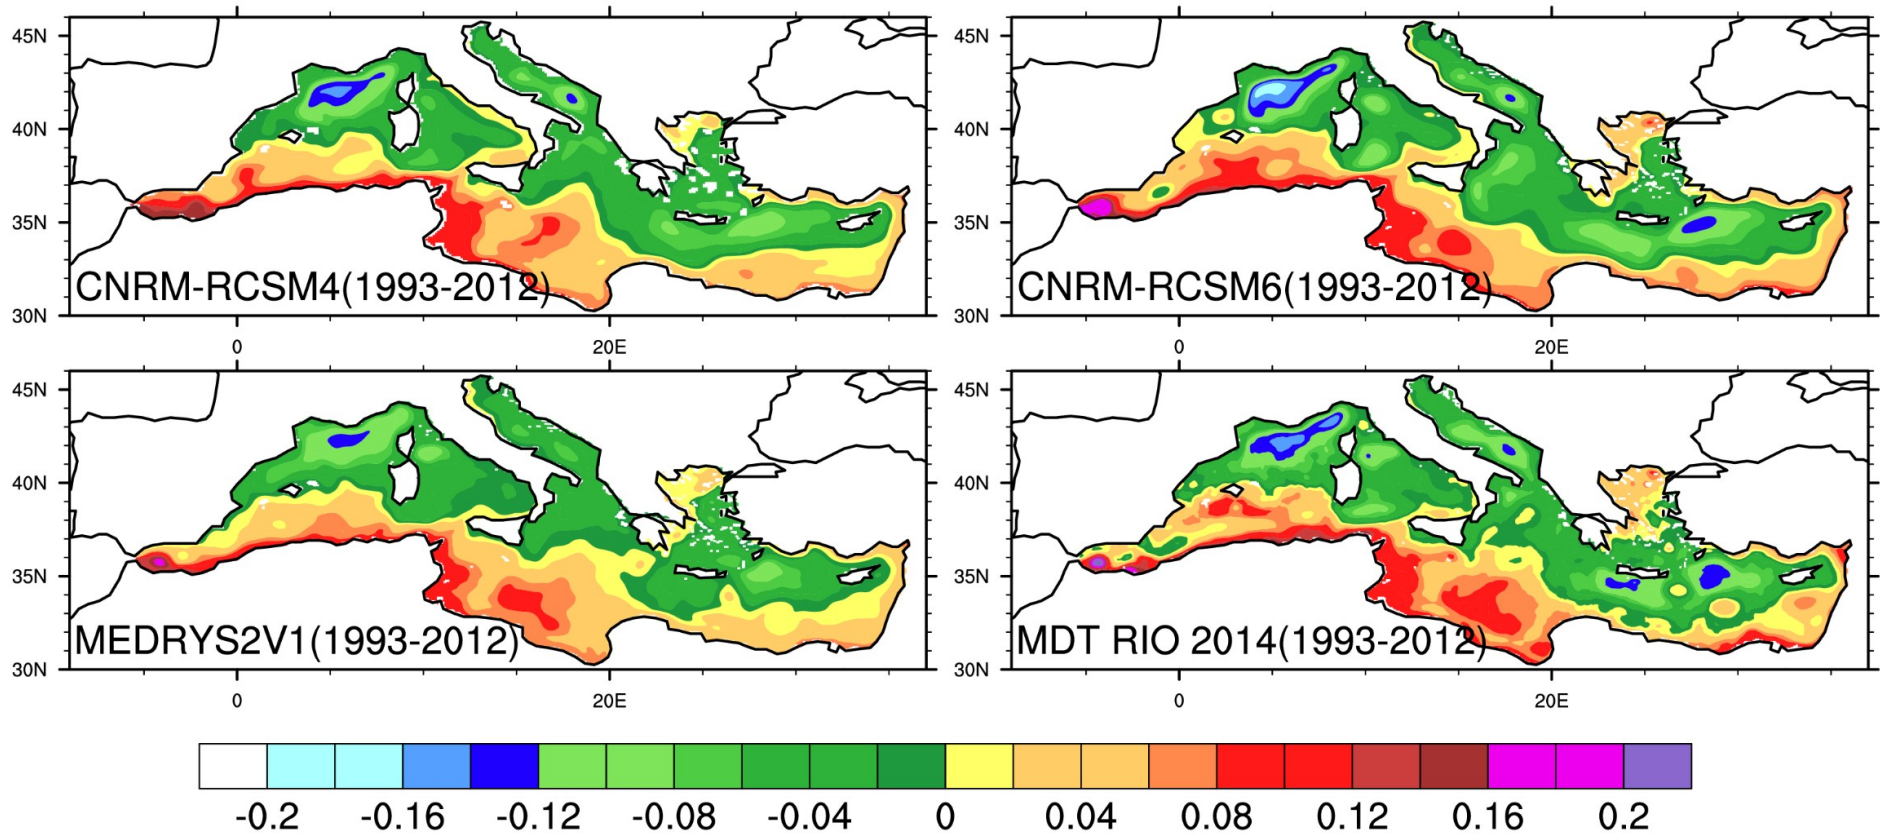 45N
40N
35N
30N
CNRM-RCSM4(1993-2012)
0
20E
45N
40N
35N
30N
CNRM-RCSM6(1993-2012)
0
20E
45N
40N
35N
30N
MEDRYS2V1(1993-2012)
0
20E
45N
40N
35N
30N
MDT RIO 2014(1993-2012)
0
20E
-0.2 -0.16 -0.12 -0.08 -0.04 0 0.04 0.08 0.12 0.16 0.2